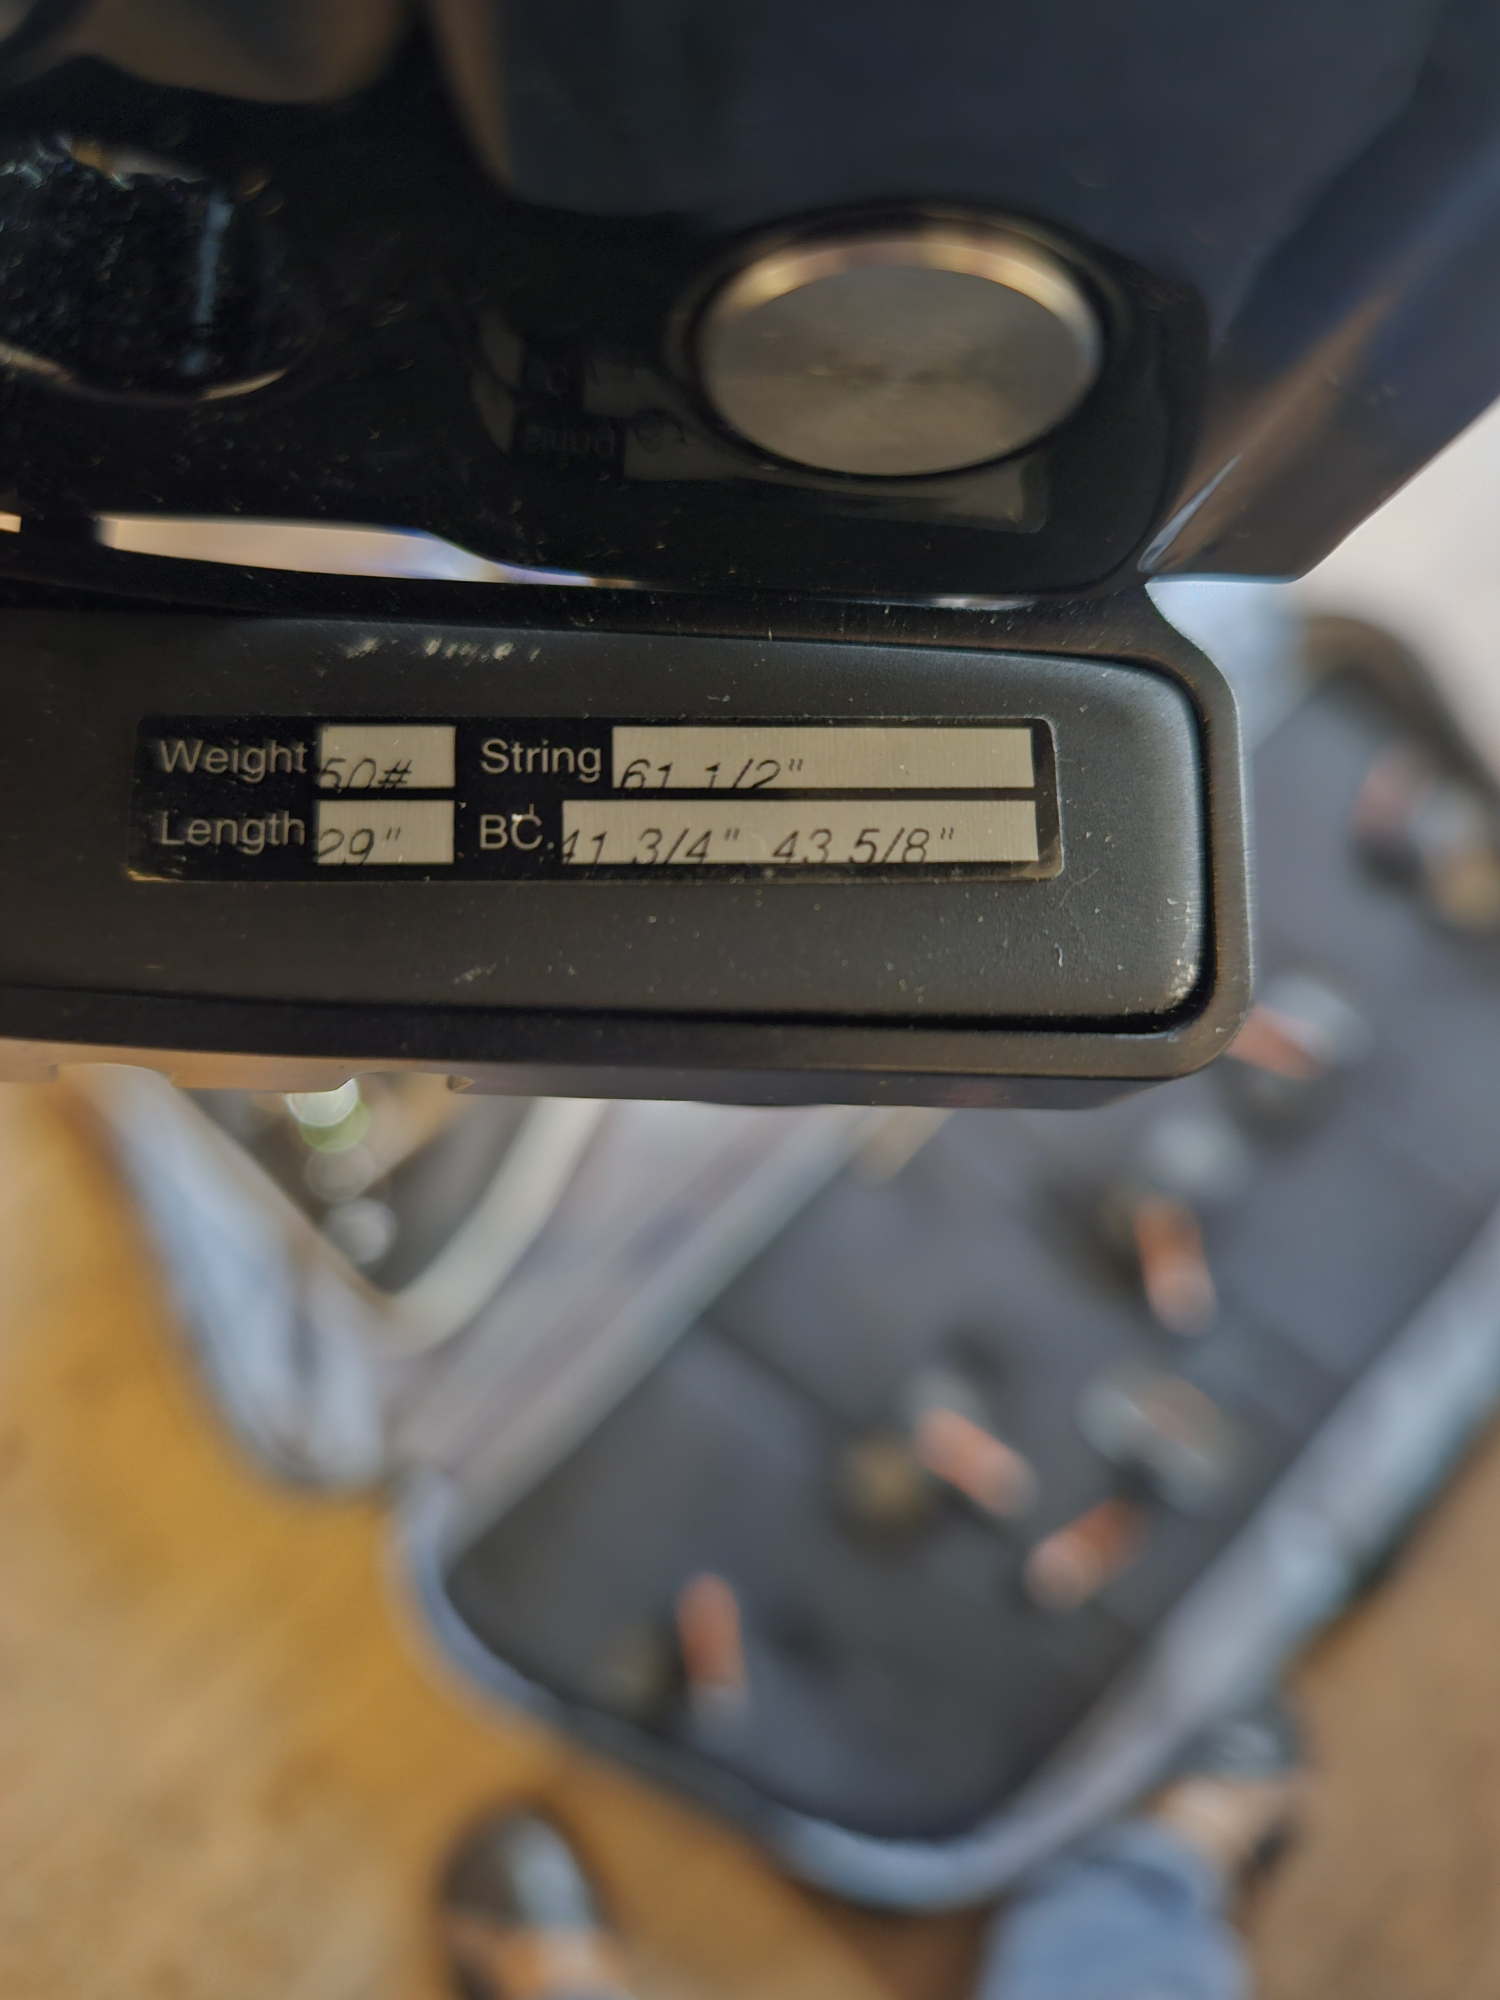 Weight 50# String 61 1/2"
Length 29" BC. 41 3/4" 43 5/8"